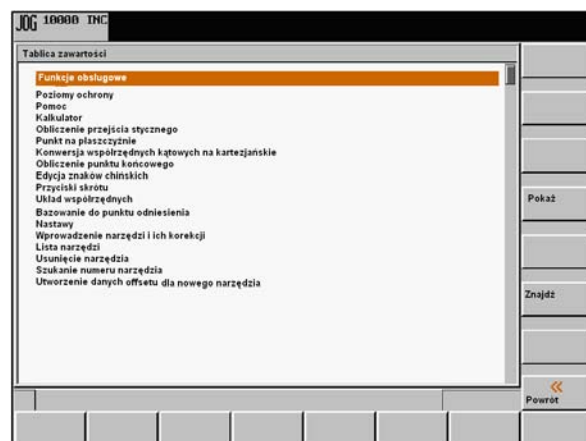 JOG 10000 INC
Tablica zawartości
Funkcje obsługowe
Poziomy ochrony
Pomoc
Kalkulator
Obliczenie przejścia stycznego
Punkt na płaszczyźnie
Konwersja współrzędnych kątowych na kartezjańskie
Obliczenie punktu końcowego
Edycja znaków chińskich
Przyciski skrótu
Układ współrzędnych
Bazowanie do punktu odniesienia
Nastawy
Wprowadzenie narzędzi i ich korekcji
Lista narzędzi
Usunięcie narzędzia
Szukanie numeru narzędzia
Utworzenie danych offsetu dla nowego narzędzia
Pokaż
Znajdź
Powrót